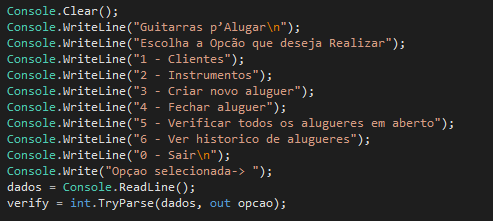 Console.Clear();
Console.WriteLine("Guitarras p’Alugar\n");
Console.WriteLine("Escolha a Opcão que deseja Realizar");
Console.WriteLine("1 - Clientes");
Console.WriteLine("2 - Instrumentos");
Console.WriteLine("3 - Criar novo aluguer");
Console.WriteLine("4 - Fechar aluguer");
Console.WriteLine("5 - Verificar todos os alugueres em aberto");
Console.WriteLine("6 - Ver historico de alugueres");
Console.WriteLine("0 - Sair\n");
Console.Write("Opçao selecionada-> ");
dados = Console.ReadLine();
verify = int.TryParse(dados, out opcao);